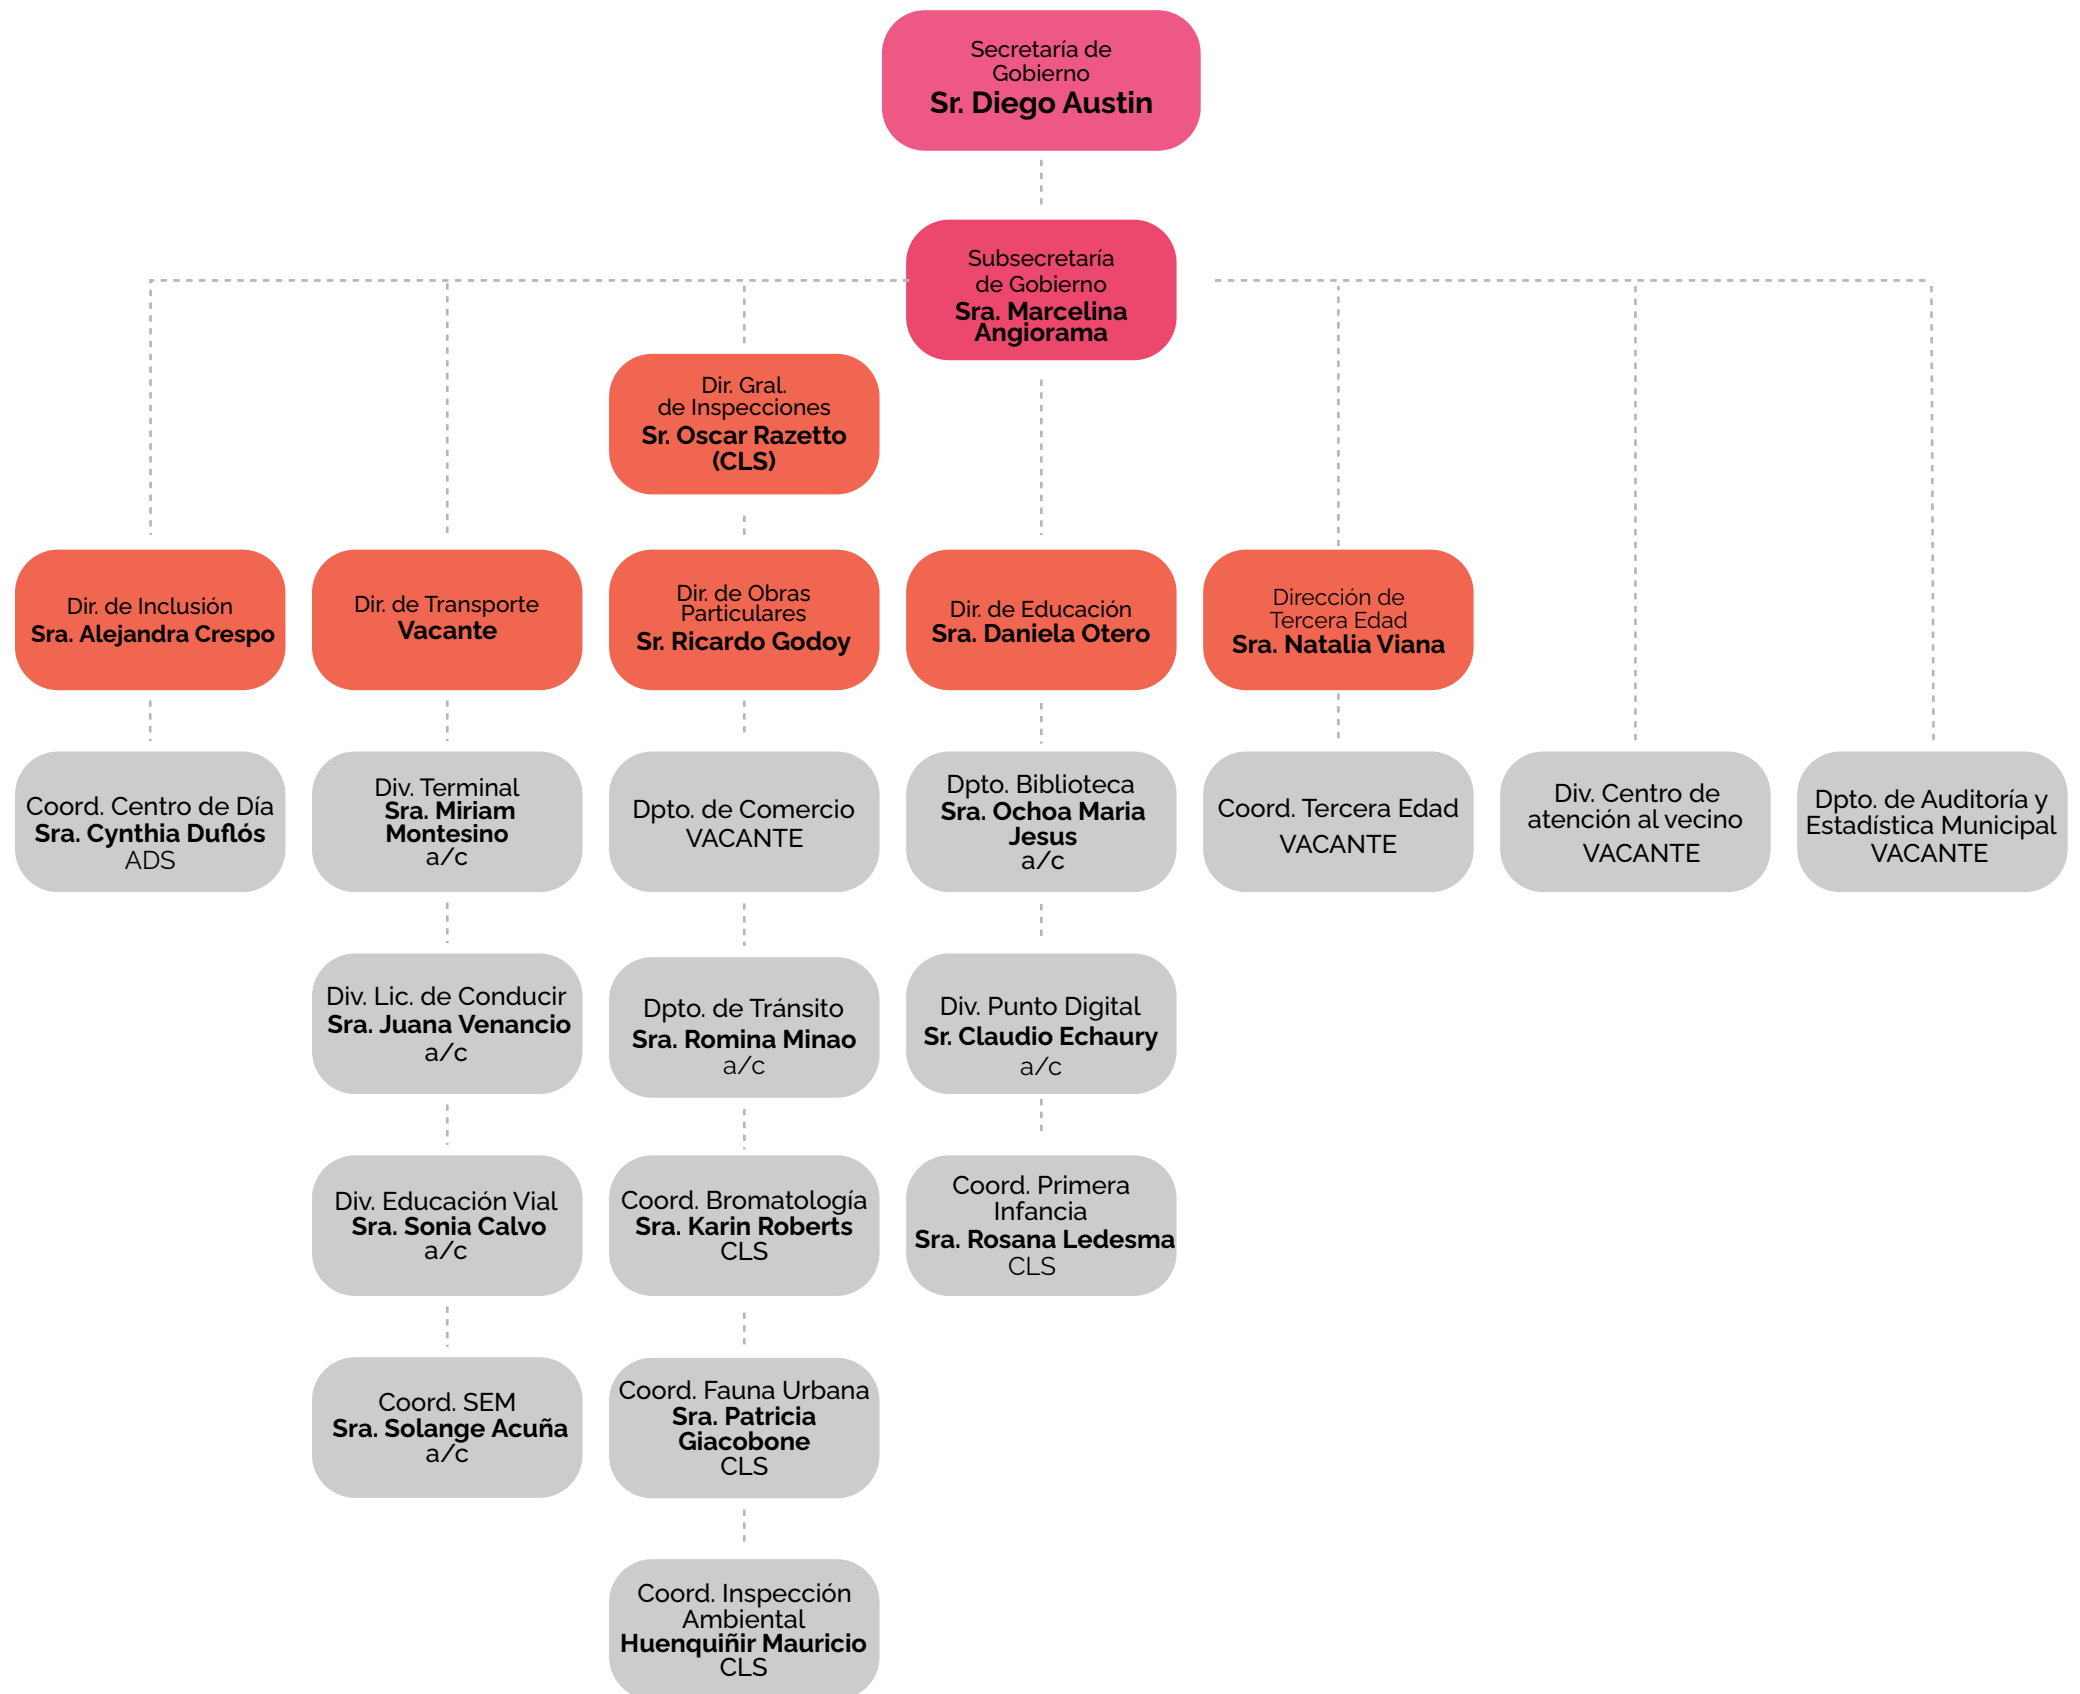 Secretaría de
Gobierno
Sr. Diego Austin
Subsecretaría
de Gobierno
Sra. Marcelina
Angiorama
Dir. Gral.
de Inspecciones
Sr. Oscar Razetto
(CLS)
Dir. de Inclusión
Sra. Alejandra Crespo
Dir. de Transporte
Vacante
Dir. de Obras
Particulares
Sr. Ricardo Godoy
Dir. de Educación
Sra. Daniela Otero
Dirección de
Tercera Edad
Sra. Natalia Viana
Coord. Centro de Día
Sra. Cynthia Duflós
ADS
Div. Terminal
Sra. Miriam
Montesino
a/c
Dpto. de Comercio
VACANTE
Dpto. Biblioteca
Sra. Ochoa Maria
Jesus
a/c
Coord. Tercera Edad
VACANTE
Div. Centro de
atención al vecino
VACANTE
Dpto. de Auditoría y
Estadística Municipal
VACANTE
Div. Lic. de Conducir
Sra. Juana Venancio
a/c
Dpto. de Tránsito
Sra. Romina Minao
a/c
Div. Punto Digital
Sr. Claudio Echaury
a/c
Div. Educación Vial
Sra. Sonia Calvo
a/c
Coord. Bromatología
Sra. Karin Roberts
CLS
Coord. Primera
Infancia
Sra. Rosana Ledesma
CLS
Coord. SEM
Sra. Solange Acuña
a/c
Coord. Fauna Urbana
Sra. Patricia
Giacobone
CLS
Coord. Inspección
Ambiental
Huenquiñir Mauricio
CLS